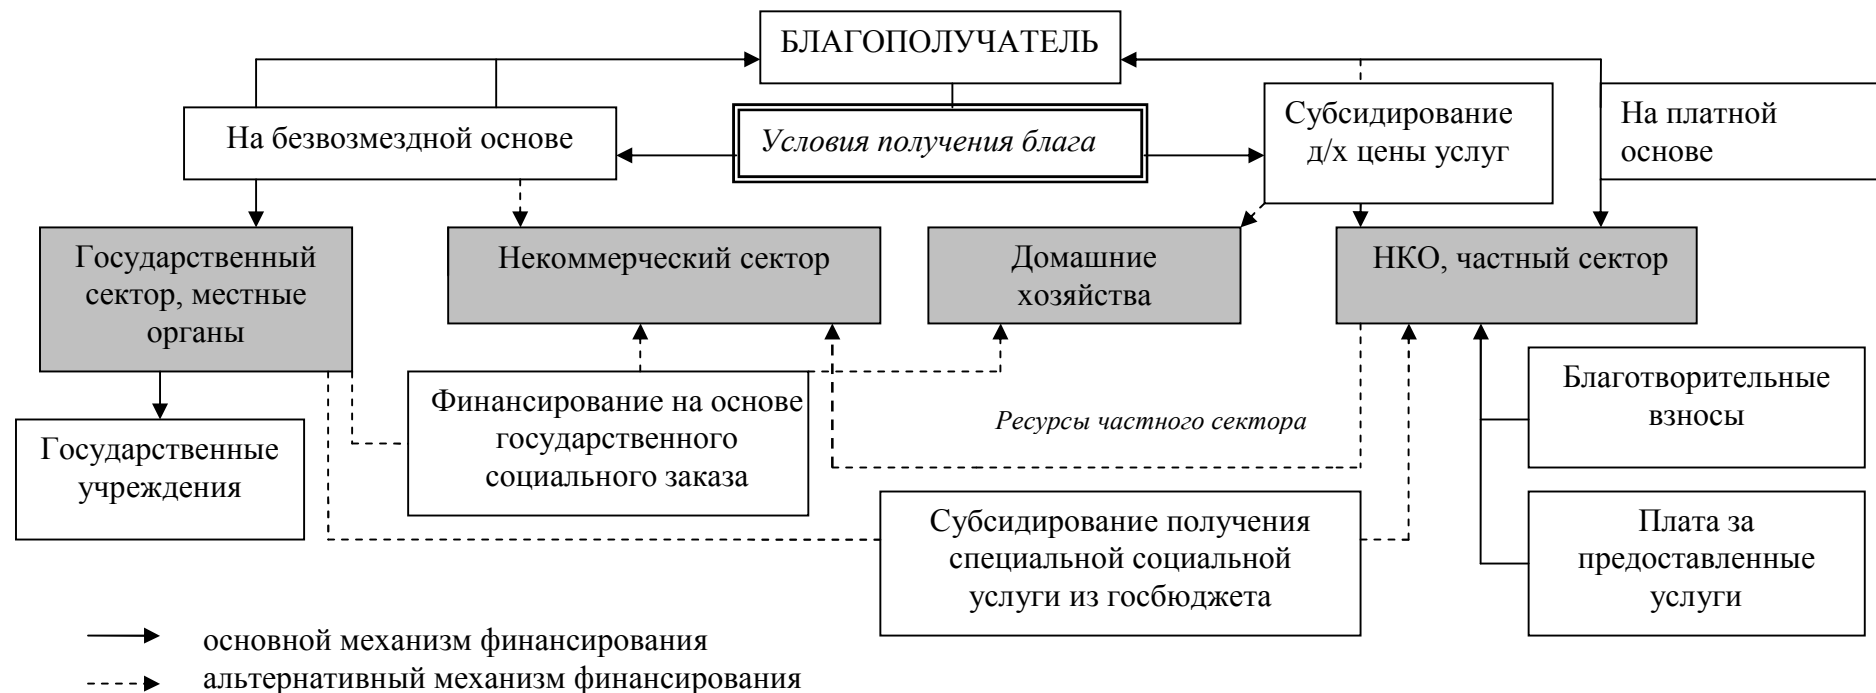 БЛАГОПОЛУЧАТЕЛЬ
На безвозмездной основе
Условия получения блага
Субсидирование
д/х цены услуг
На платной
основе
Государственный
сектор, местные
органы
Некоммерческий сектор
Домашние
хозяйства
НКО, частный сектор
Государственные
учреждения
Финансирование на основе
государственного
социального заказа
Ресурсы частного сектора
Благотворительные
взносы
Субсидирование получения
специальной социальной
услуги из госбюджета
Плата за
предоставленные
услуги
основной механизм финансирования
альтернативный механизм финансирования